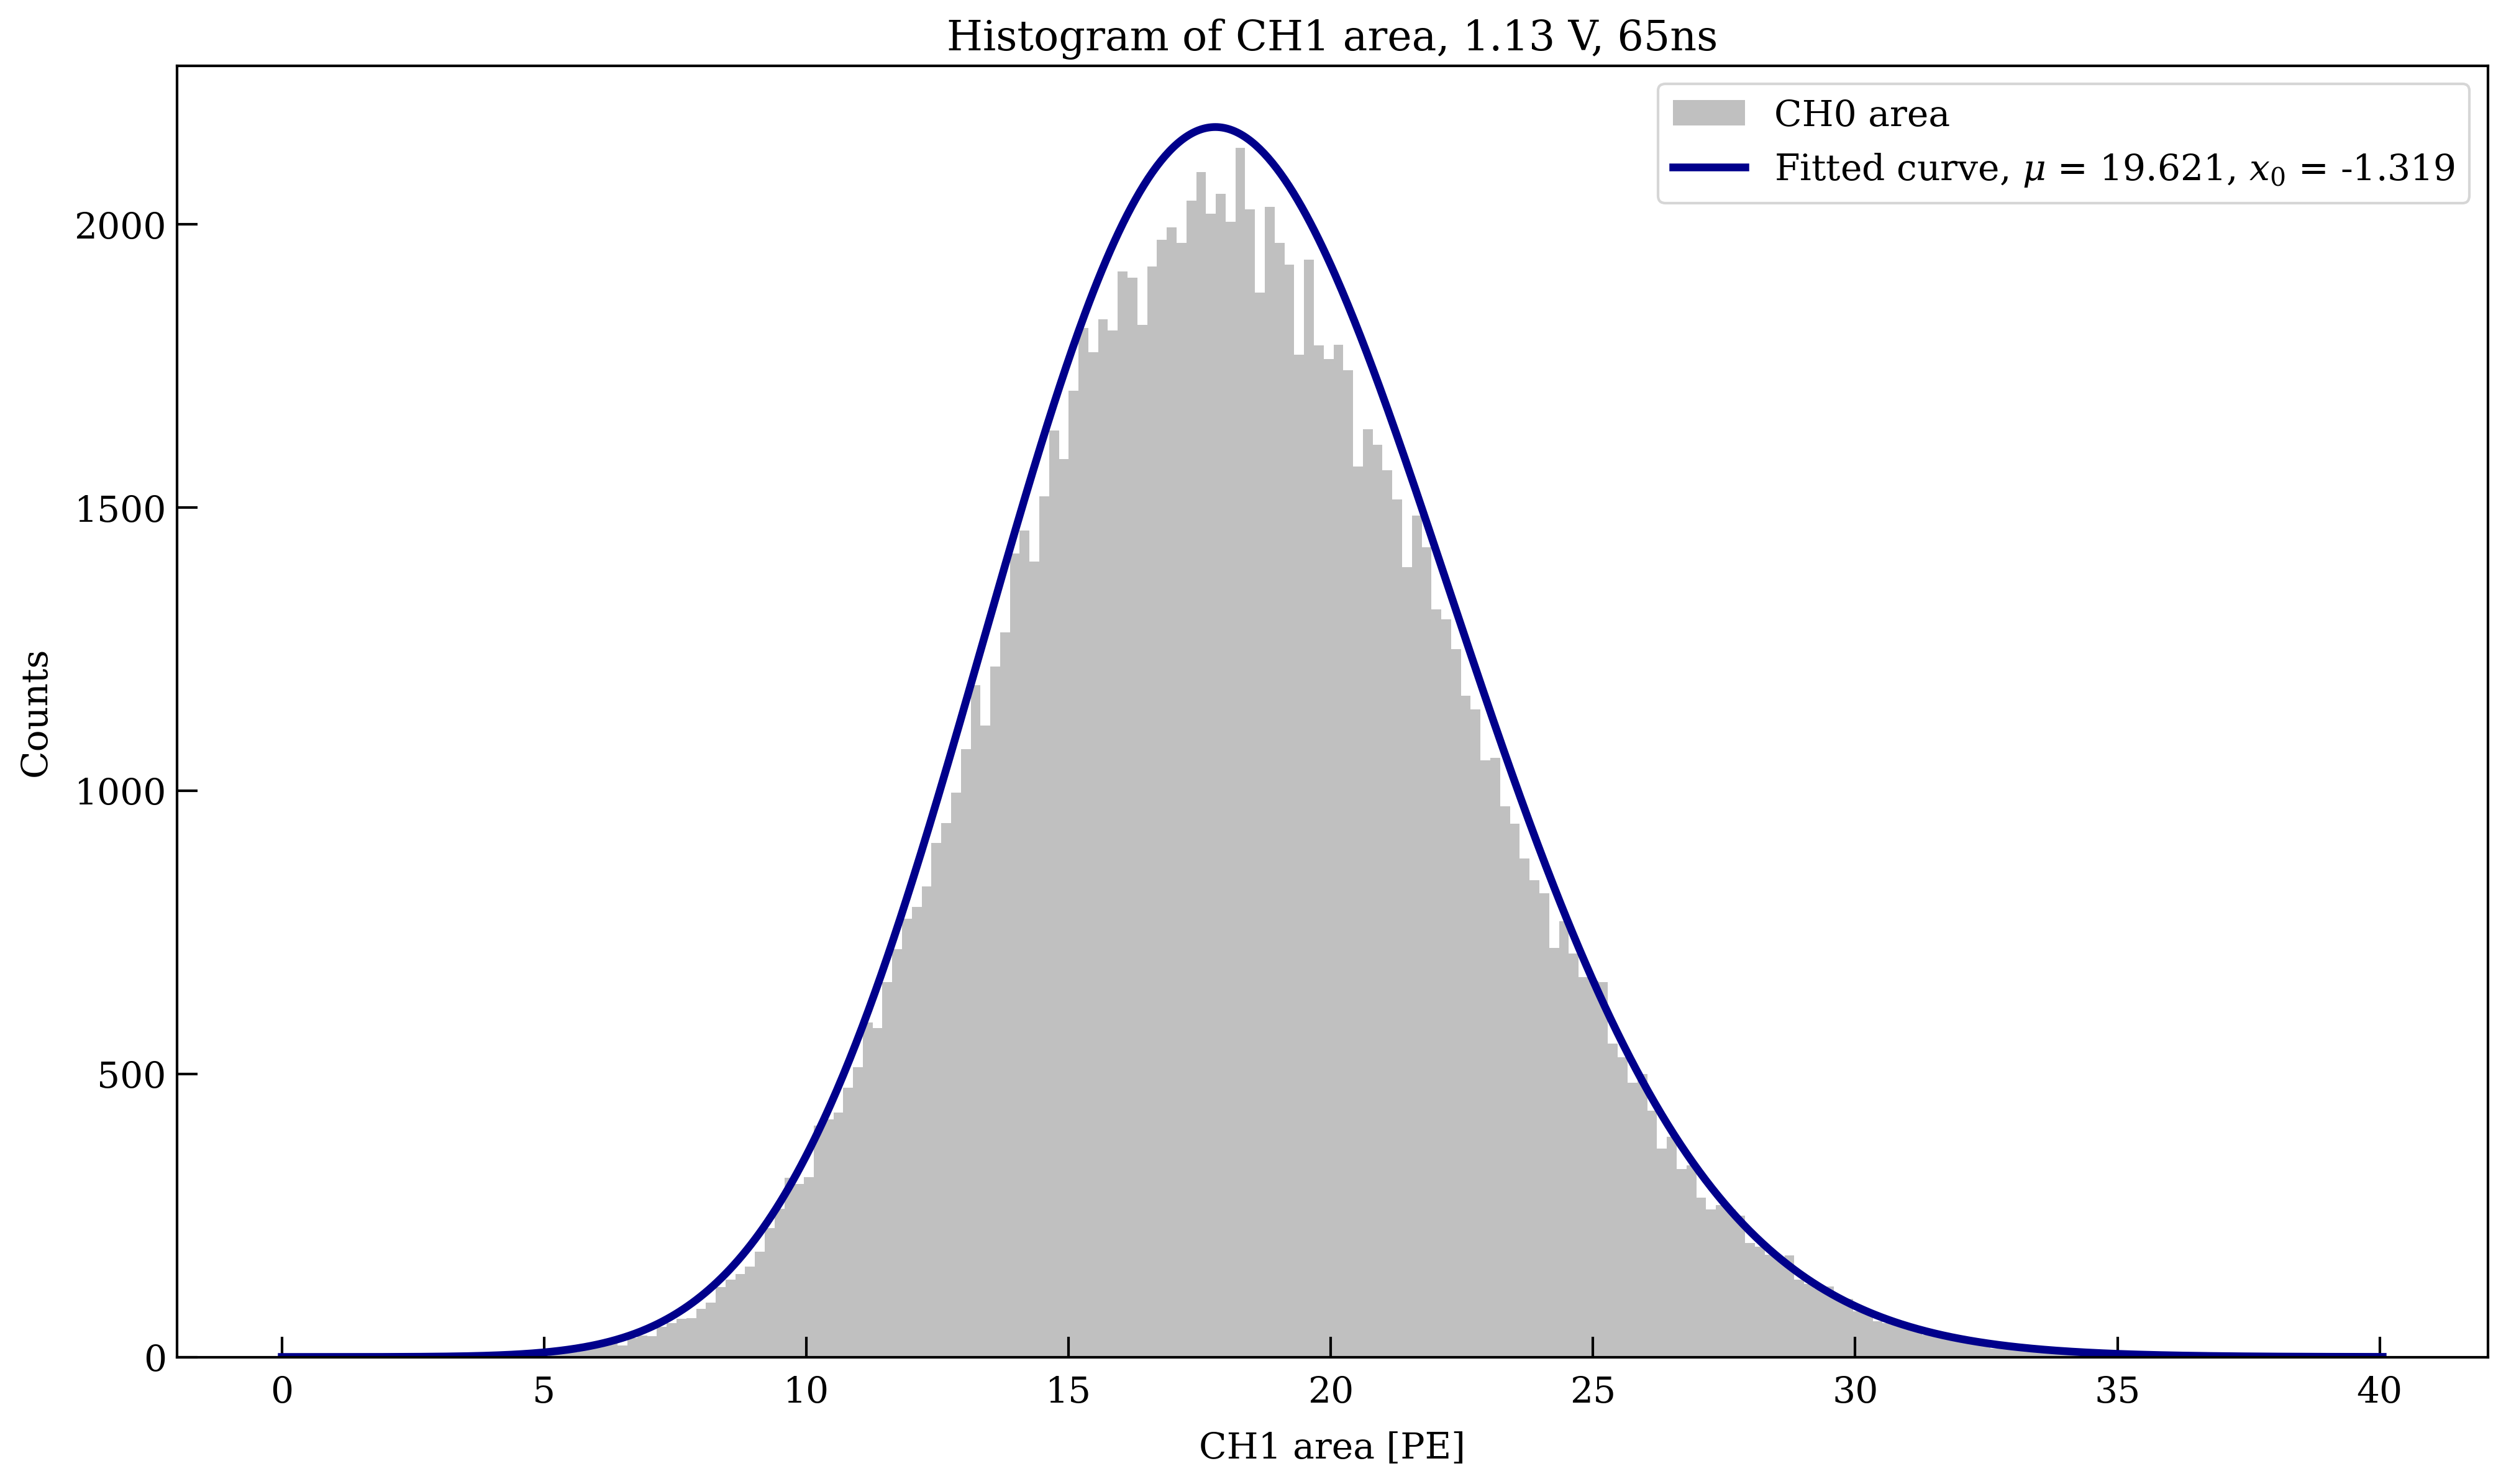 Histogram of CH1 area, 1.13 V, 65ns
CH0 area
Fitted curve, μ = 19.621, x₀ = -1.319
2000
1500
1000
500
0
Counts
0 5 10 15 20 25 30 35 40
CH1 area [PE]